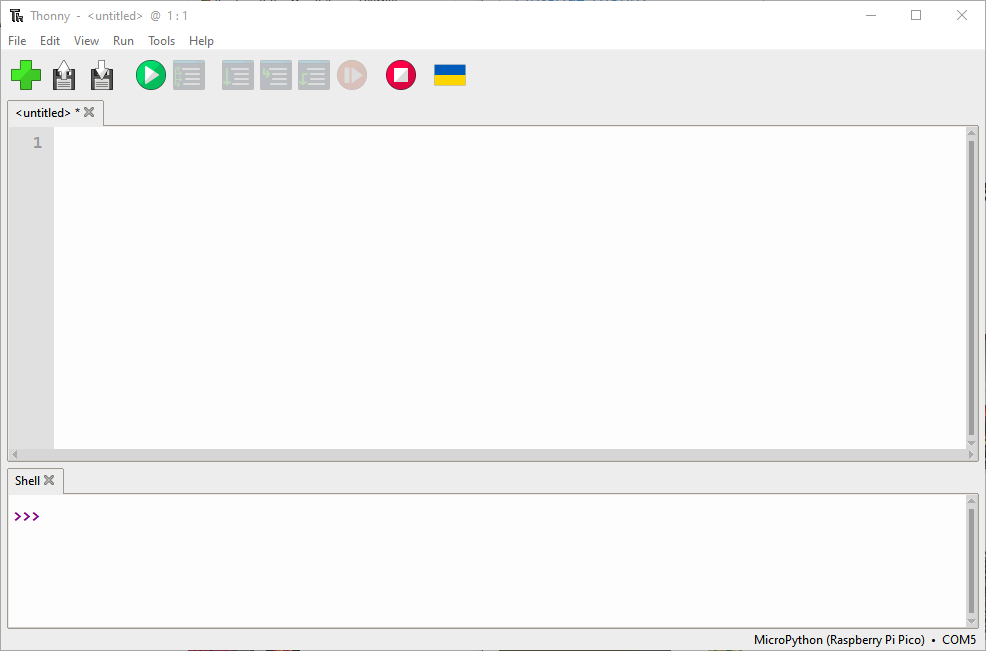 Thonny - <untitled> @ 1:1
File Edit View Run Tools Help
<untitled> *
1
Shell
>>>
MicroPython (Raspberry Pi Pico) • COM5